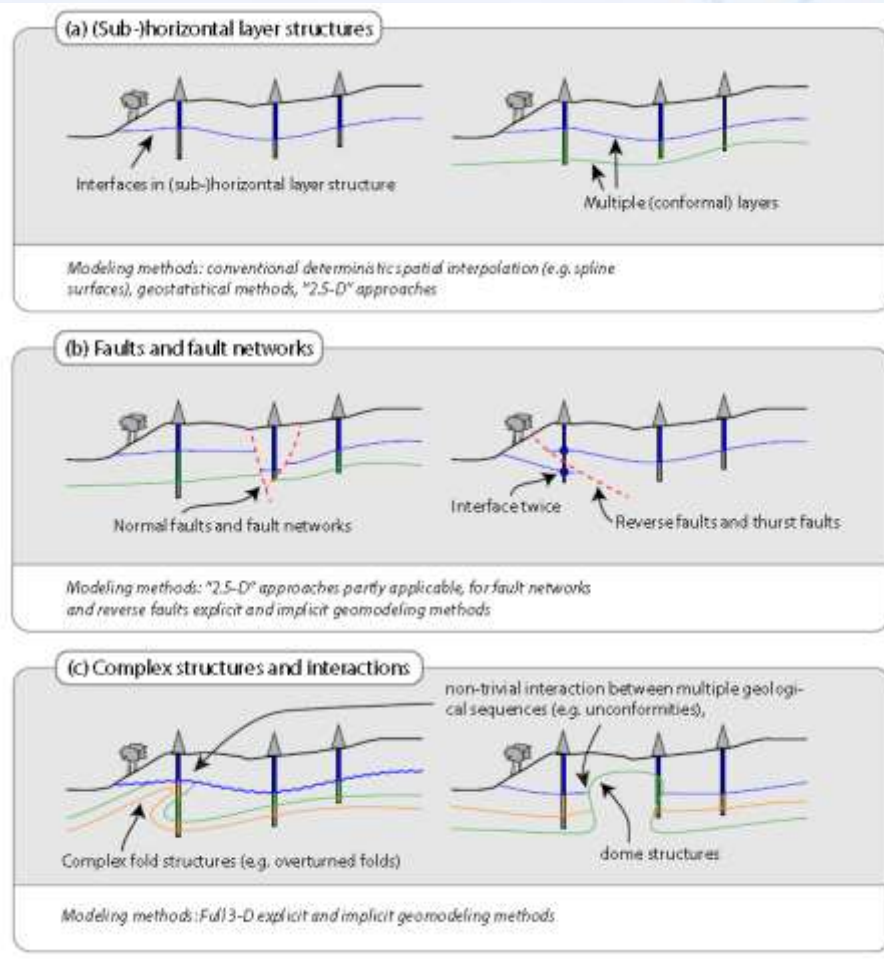 (a) (Sub-)horizontal layer structures
Interfaces in (sub-)horizontal layer structure
Multiple (conformal) layers
Modeling methods: conventional deterministic spatial interpolation (e.g. spline
surfaces), geostatistical methods, "2.5-D" approaches
(b) Faults and fault networks
Normal faults and fault networks
Interface twice
Reverse faults and thurst faults
Modeling methods: "2.5-D" approaches partly applicable, for fault networks
and reverse faults explicit and implicit geomodeling methods
(c) Complex structures and interactions
non-trivial interaction between multiple geologi-
cal sequences (e.g. unconformities),
Complex fold structures (e.g. overturned folds)
dome structures
Modeling methods: Full 3-D explicit and implicit geomodeling methods